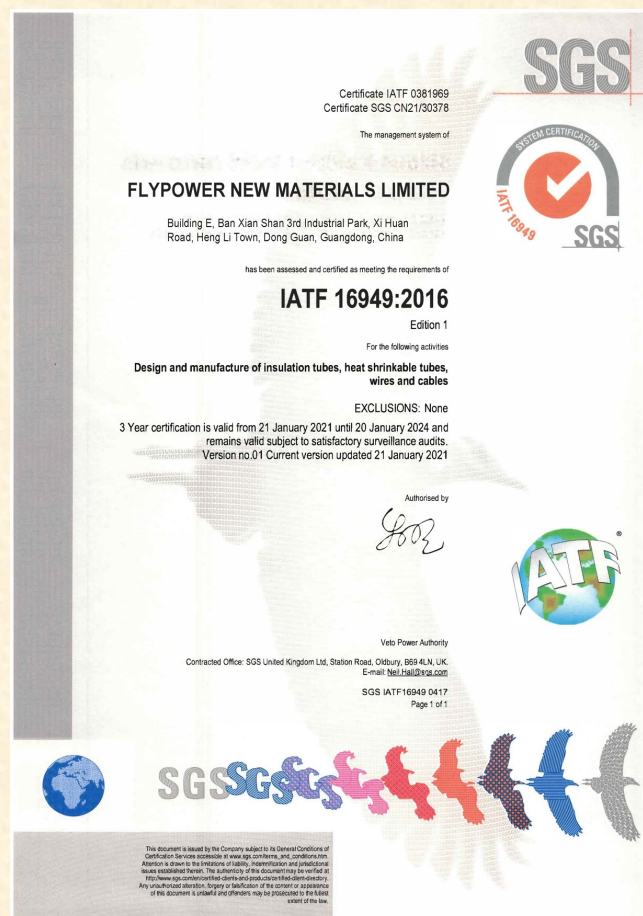 SGS
Certificate IATF 0381969
Certificate SGS CN21/30378
The management system of
SYSTEM CERTIFICATION
IATF 16949
SGS
FLYPOWER NEW MATERIALS LIMITED
Building E, Ban Xian Shan 3rd Industrial Park, Xi Huan
Road, Heng Li Town, Dong Guan, Guangdong, China
has been assessed and certified as meeting the requirements of
IATF 16949:2016
Edition 1
For the following activities
Design and manufacture of insulation tubes, heat shrinkable tubes,
wires and cables
EXCLUSIONS: None
3 Year certification is valid from 21 January 2021 until 20 January 2024 and
remains valid subject to satisfactory surveillance audits.
Version no.01 Current version updated 21 January 2021
Authorised by
IATF®
Veto Power Authority
Contracted Office: SGS United Kingdom Ltd, Station Road, Oldbury, B69 4LN, UK.
E-mail: Neil.Hall@sgs.com
SGS IATF16949 0417
Page 1 of 1
SGS SGS SGS
This document is issued by the Company subject to its General Conditions of
Certification Services accessible at www.sgs.com/terms_and_conditions.htm.
Attention is drawn to the limitations of liability, indemnification and jurisdictional
issues established therein. The authenticity of this document may be verified at
http://www.sgs.com/en/certified-clients-and-products/certified-client-directory.
Any unauthorized alteration, forgery or falsification of the content or appearance
of this document is unlawful and offenders may be prosecuted to the fullest
extent of the law.